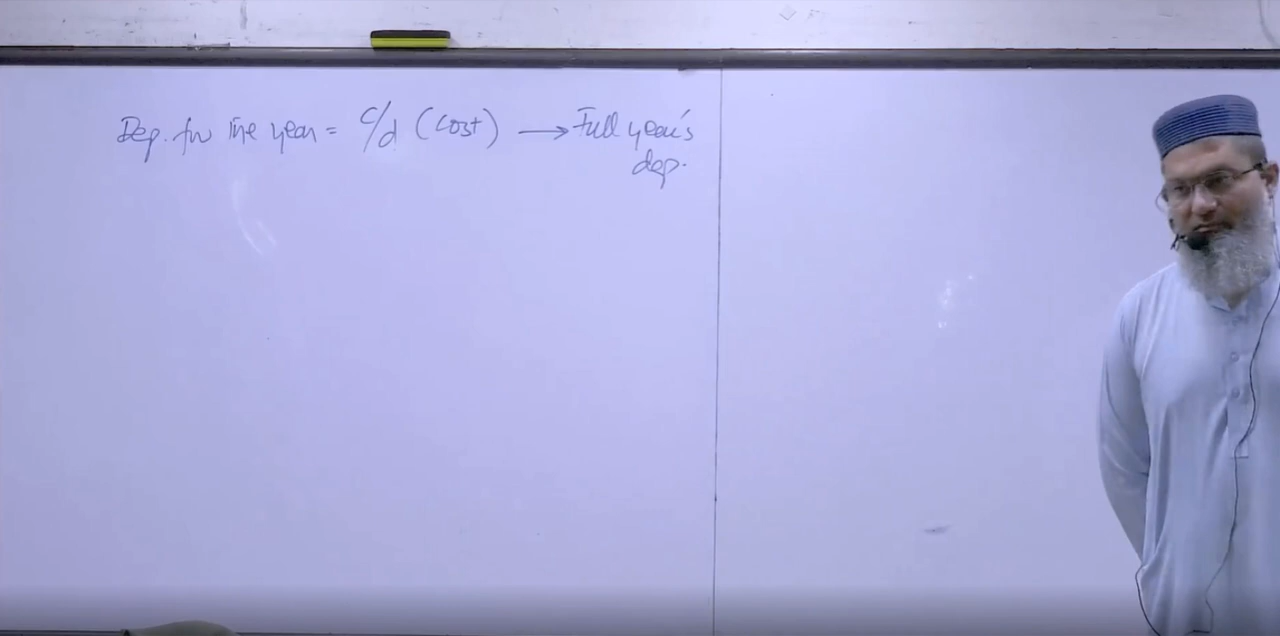 Dep. for the year = c/d (cost) → Full year's
dep.